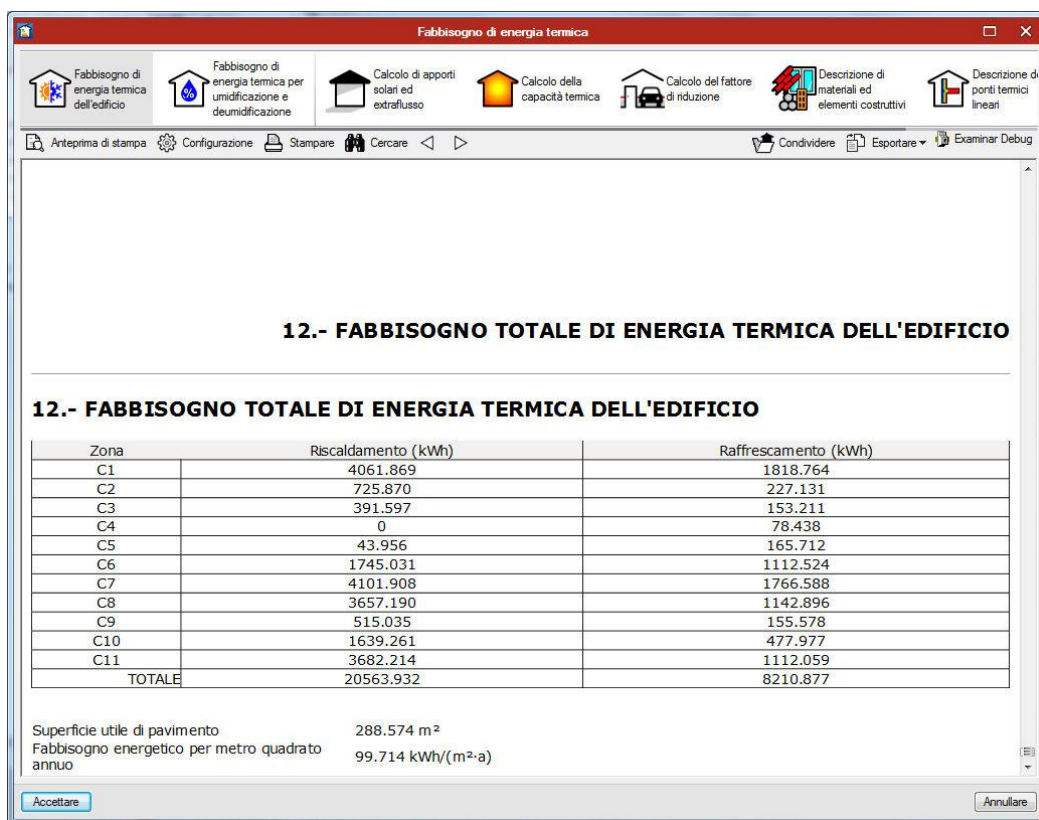 Fabbisogno di energia termica
Fabbisogno di
energia termica
dell'edificio
Fabbisogno di
energia termica per
umidificazione e
deumidificazione
Calcolo di apporti
solari ed
extraflusso
Calcolo della
capacità termica
Calcolo del fattore
di riduzione
Descrizione di
materiali ed
elementi costruttivi
Descrizione d
ponti termici
lineari
Anteprima di stampa Configurazione Stampare Cercare Condividere Esportare Examinar Debug
12.- FABBISOGNO TOTALE DI ENERGIA TERMICA DELL'EDIFICIO
12.- FABBISOGNO TOTALE DI ENERGIA TERMICA DELL'EDIFICIO
Zona Riscaldamento (kWh) Raffrescamento (kWh)
C1 4061.869 1818.764
C2 725.870 227.131
C3 391.597 153.211
C4 0 78.438
C5 43.956 165.712
C6 1745.031 1112.524
C7 4101.908 1766.588
C8 3657.190 1142.896
C9 515.035 155.578
C10 1639.261 477.977
C11 3682.214 1112.059
TOTALE 20563.932 8210.877
Superficie utile di pavimento 288.574 m²
Fabbisogno energetico per metro quadrato
annuo 99.714 kWh/(m²·a)
Accettare Annullare